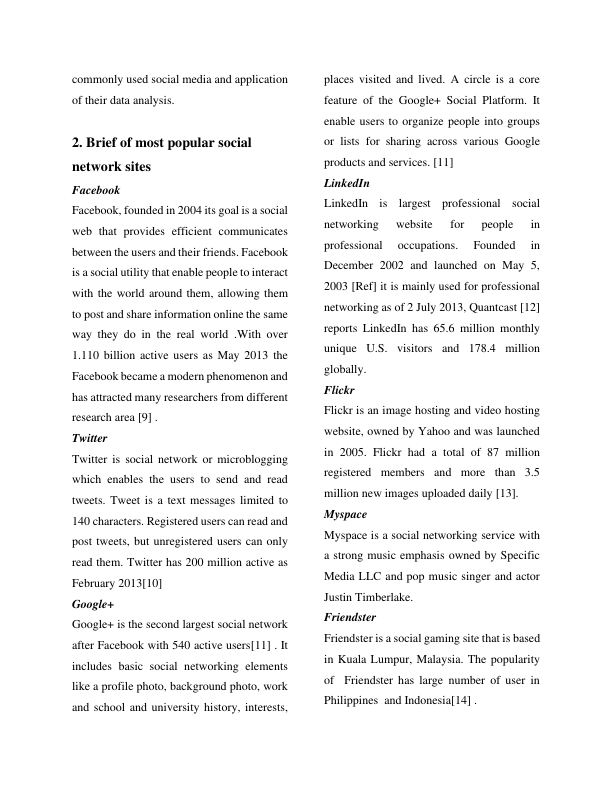 commonly used social media and application
of their data analysis.
2. Brief of most popular social
network sites
Facebook
Facebook, founded in 2004 its goal is a social
web that provides efficient communicates
between the users and their friends. Facebook
is a social utility that enable people to interact
with the world around them, allowing them
to post and share information online the same
way they do in the real world .With over
1.110 billion active users as May 2013 the
Facebook became a modern phenomenon and
has attracted many researchers from different
research area [9] .
Twitter
Twitter is social network or microblogging
which enables the users to send and read
tweets. Tweet is a text messages limited to
140 characters. Registered users can read and
post tweets, but unregistered users can only
read them. Twitter has 200 million active as
February 2013[10]
Google+
Google+ is the second largest social network
after Facebook with 540 active users[11] . It
includes basic social networking elements
like a profile photo, background photo, work
and school and university history, interests,
places visited and lived. A circle is a core
feature of the Google+ Social Platform. It
enable users to organize people into groups
or lists for sharing across various Google
products and services. [11]
LinkedIn
LinkedIn is largest professional social
networking website for people in
professional occupations. Founded in
December 2002 and launched on May 5,
2003 [Ref] it is mainly used for professional
networking as of 2 July 2013, Quantcast [12]
reports LinkedIn has 65.6 million monthly
unique U.S. visitors and 178.4 million
globally.
Flickr
Flickr is an image hosting and video hosting
website, owned by Yahoo and was launched
in 2005. Flickr had a total of 87 million
registered members and more than 3.5
million new images uploaded daily [13].
Myspace
Myspace is a social networking service with
a strong music emphasis owned by Specific
Media LLC and pop music singer and actor
Justin Timberlake.
Friendster
Friendster is a social gaming site that is based
in Kuala Lumpur, Malaysia. The popularity
of  Friendster has large number of user in
Philippines  and Indonesia[14] .